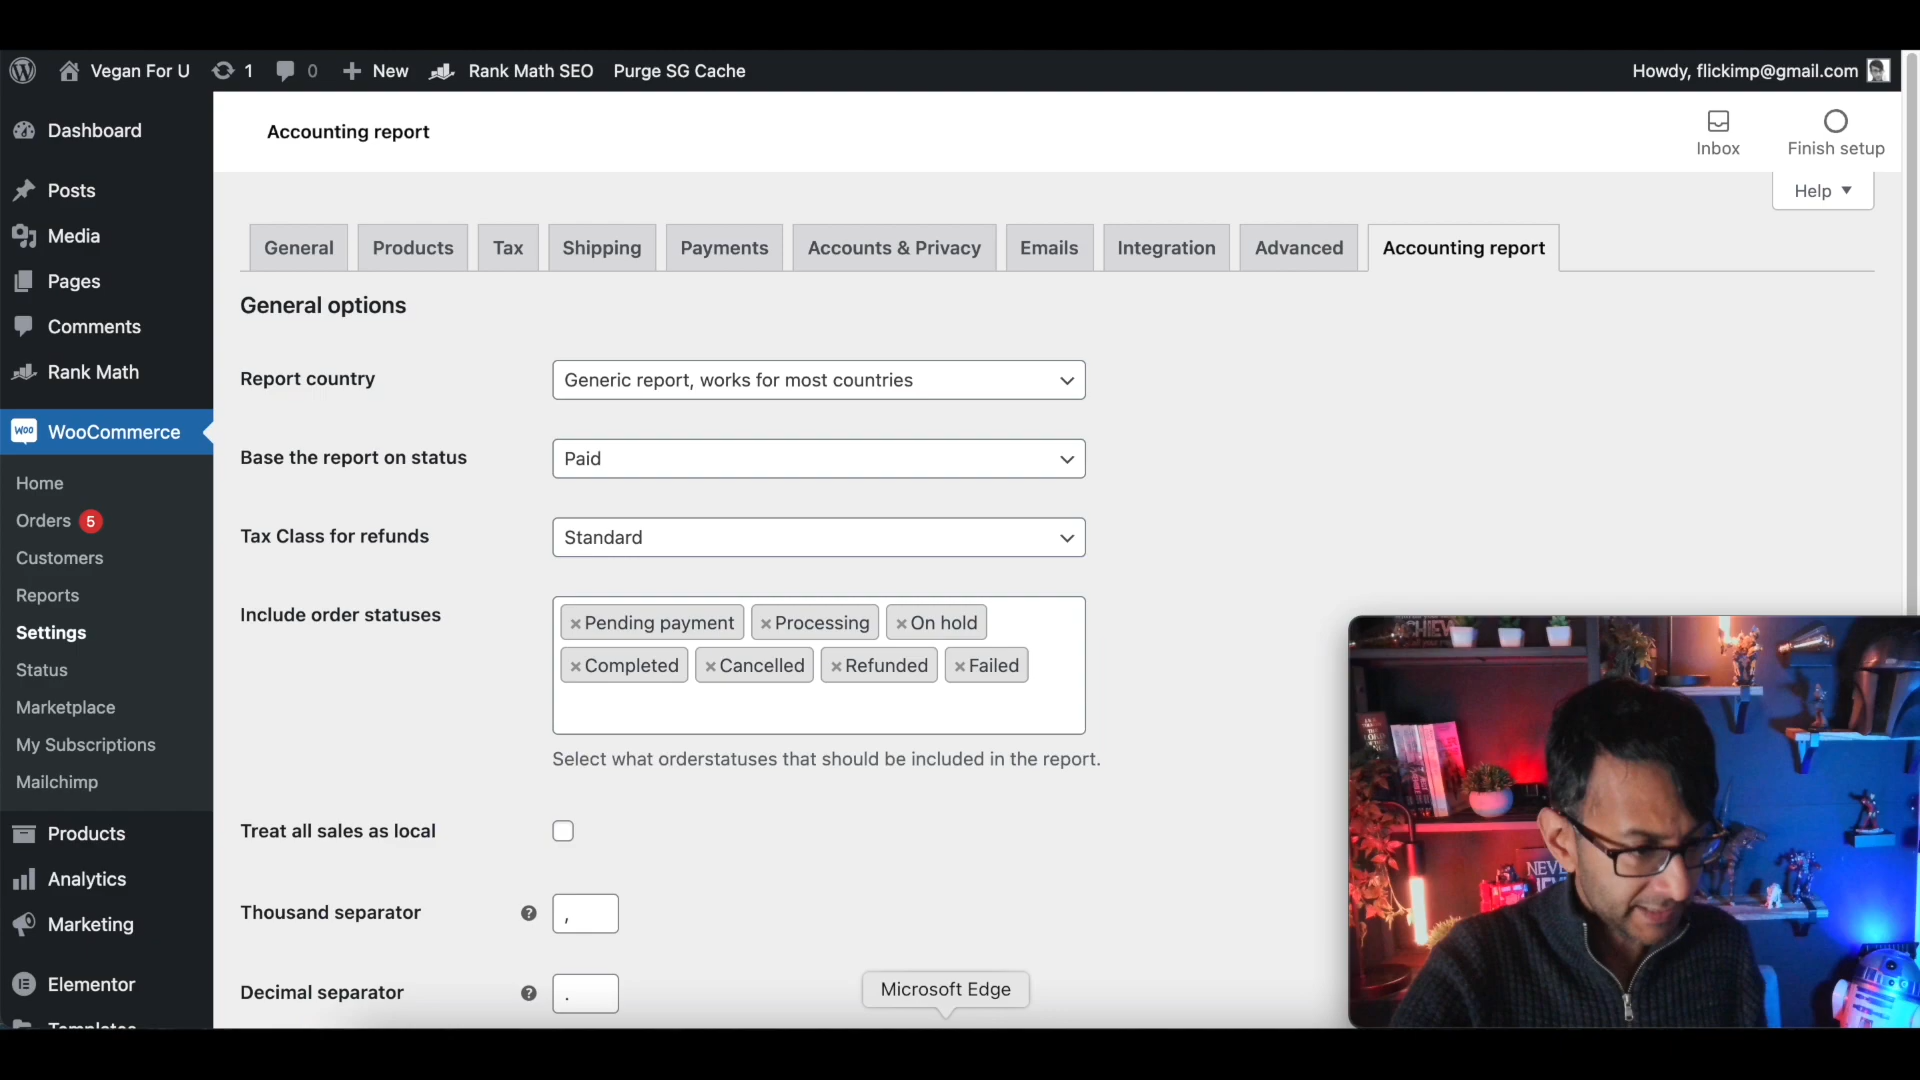 Vegan For U
1
0
New
Rank Math SEO
Purge SG Cache
Howdy, flickimp@gmail.com
Dashboard
Posts
Media
Pages
Comments
Rank Math
WooCommerce
Home
Orders 5
Customers
Reports
Settings
Status
Marketplace
My Subscriptions
Mailchimp
Products
Analytics
Marketing
Elementor
Templates
Accounting report
Inbox
Finish setup
Help
General
Products
Tax
Shipping
Payments
Accounts & Privacy
Emails
Integration
Advanced
Accounting report
General options
Report country
Generic report, works for most countries
Base the report on status
Paid
Tax Class for refunds
Standard
Include order statuses
×Pending payment ×Processing ×On hold
×Completed ×Cancelled ×Refunded ×Failed
Select what orderstatuses that should be included in the report.
Treat all sales as local
Thousand separator
,
Decimal separator
.
Microsoft Edge